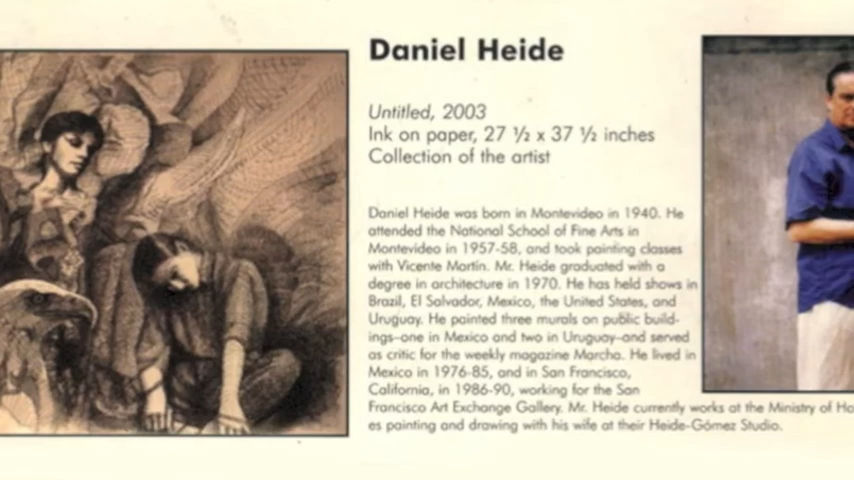 Daniel Heide
Untitled, 2003
Ink on paper, 27 ½ x 37 ½ inches
Collection of the artist
Daniel Heide was born in Montevideo in 1940. He
attended the National School of Fine Arts in
Montevideo in 1957-58, and took painting classes
with Vicente Martín. Mr. Heide graduated with a
degree in architecture in 1970. He has held shows in
Brazil, El Salvador, Mexico, the United States, and
Uruguay. He painted three murals on public build-
ings–one in Mexico and two in Uruguay–and served
as critic for the weekly magazine Marcha. He lived in
Mexico in 1976-85, and in San Francisco,
California, in 1986-90, working for the San
Francisco Art Exchange Gallery. Mr. Heide currently works at the Ministry of Ho
es painting and drawing with his wife at their Heide-Gómez Studio.